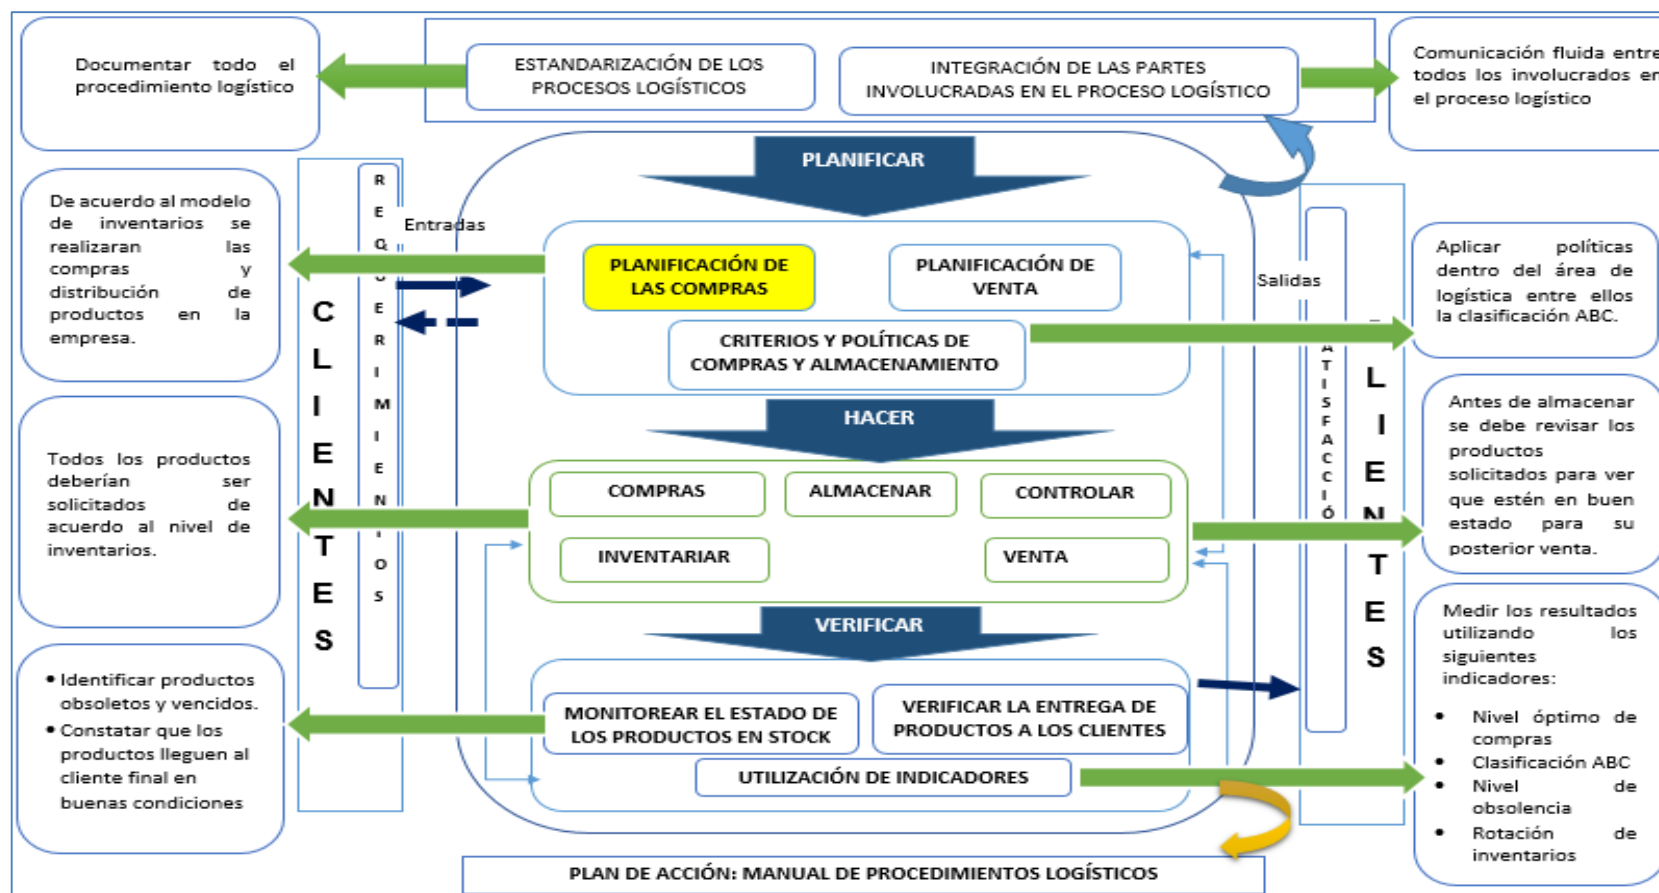 Documentar todo el
procedimiento logístico
ESTANDARIZACIÓN DE LOS
PROCESOS LOGÍSTICOS
INTEGRACIÓN DE LAS PARTES
INVOLUCRADAS EN EL PROCESO LOGÍSTICO
Comunicación fluida entre
todos los involucrados en
el proceso logístico
PLANIFICAR
De acuerdo al modelo
de inventarios se
realizaran las
compras y
distribución de
productos en la
empresa.
CLIENTES
REQUERIMIENTOS
Entradas
PLANIFICACIÓN DE
LAS COMPRAS
PLANIFICACIÓN DE
VENTA
CRITERIOS Y POLÍTICAS DE
COMPRAS Y ALMACENAMIENTO
Salidas
ATISFACCIÓ
LIENTES
Aplicar políticas
dentro del área de
logística entre ellos
la clasificación ABC.
HACER
Todos los productos
deberían ser
solicitados de
acuerdo al nivel de
inventarios.
COMPRAS
ALMACENAR
CONTROLAR
INVENTARIAR
VENTA
Antes de almacenar
se debe revisar los
productos
solicitados para ver
que estén en buen
estado para su
posterior venta.
VERIFICAR
• Identificar productos
obsoletos y vencidos.
• Constatar que los
productos lleguen al
cliente final en
buenas condiciones
MONITOREAR EL ESTADO DE
LOS PRODUCTOS EN STOCK
VERIFICAR LA ENTREGA DE
PRODUCTOS A LOS CLIENTES
UTILIZACIÓN DE INDICADORES
Medir los resultados
utilizando los
siguientes
indicadores:
• Nivel óptimo de
compras
• Clasificación ABC
• Nivel de
obsolencia
• Rotación de
inventarios
PLAN DE ACCIÓN: MANUAL DE PROCEDIMIENTOS LOGÍSTICOS